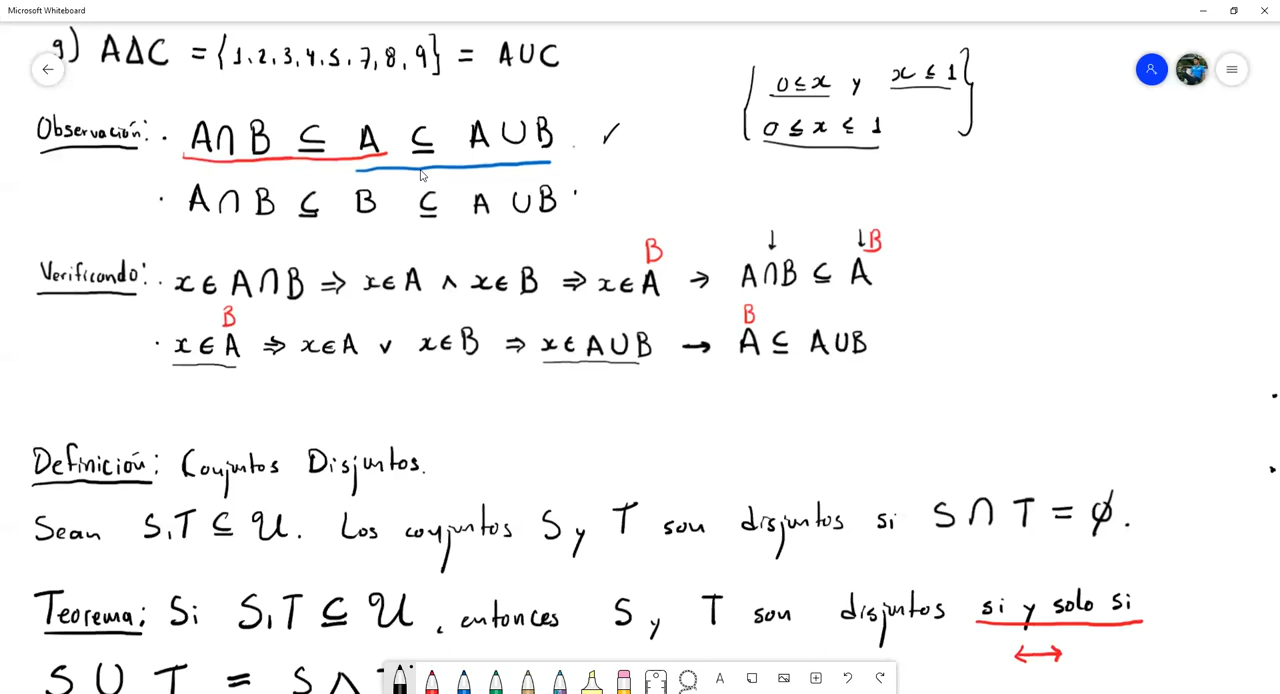 Microsoft Whiteboard
g) A∆C = {1,2,3,4,5,7,8,9} = A∪C
0≤x y x≤1
0≤x≤1
Observación: · A∩B ⊆ A ⊆ A∪B ✓
· A∩B ⊆ B ⊆ A∪B
Verificando: · x∈A∩B ⇒ x∈A ∧ x∈B ⇒ x∈A B → A∩B ⊆ A B
· x∈A B ⇒ x∈A ∨ x∈B ⇒ x∈A∪B → A B ⊆ A∪B
Definición: Conjuntos Disjuntos.
Sean S,T ⊆ U. Los conjuntos S y T son disjuntos si S∩T = ∅.
Teorema: Si S,T ⊆ U, entonces S y T son disjuntos si y solo si
↔
S∪T = S∆